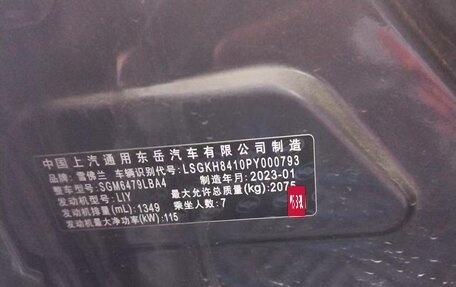 中国上汽通用东岳汽车有限公司制造
品牌: 雪佛兰 车辆识别代号: LSGKH8410PY000793
整车型号: SGM6479LBA4 制造年月: 2023-01
发动机型号: LIY 最大允许总质量(kg): 2075
发动机排量(mL): 1349 乘坐人数: 7
发动机最大净功率(kW): 115